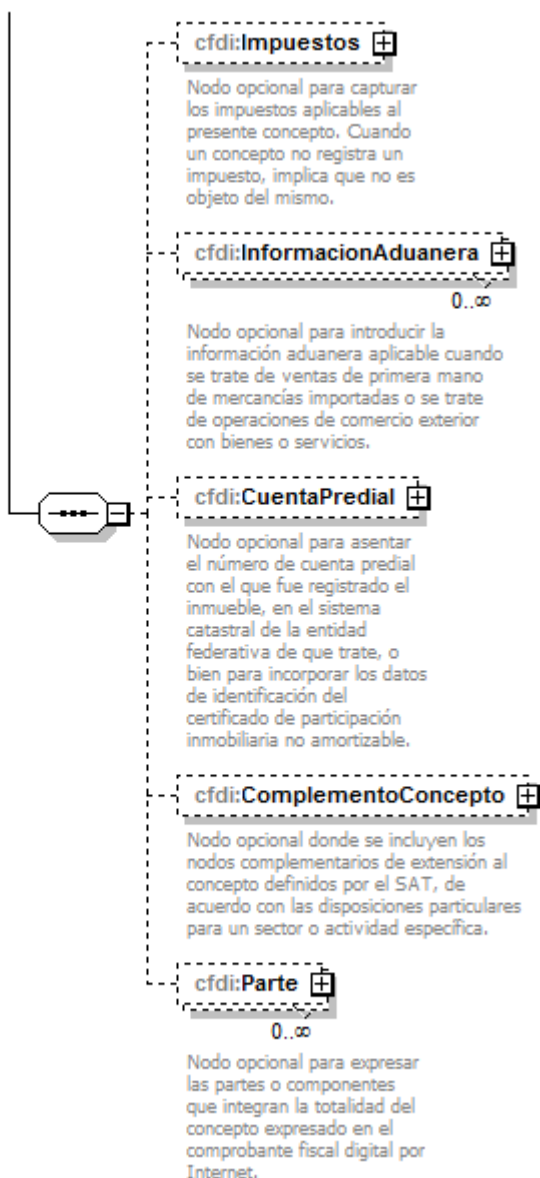 cfdi:Impuestos
Nodo opcional para capturar
los impuestos aplicables al
presente concepto. Cuando
un concepto no registra un
impuesto, implica que no es
objeto del mismo.
cfdi:InformacionAduanera
0..∞
Nodo opcional para introducir la
información aduanera aplicable cuando
se trate de ventas de primera mano
de mercancías importadas o se trate
de operaciones de comercio exterior
con bienes o servicios.
cfdi:CuentaPredial
Nodo opcional para asentar
el número de cuenta predial
con el que fue registrado el
inmueble, en el sistema
catastral de la entidad
federativa de que trate, o
bien para incorporar los datos
de identificación del
certificado de participación
inmobiliaria no amortizable.
cfdi:ComplementoConcepto
Nodo opcional donde se incluyen los
nodos complementarios de extensión al
concepto definidos por el SAT, de
acuerdo con las disposiciones particulares
para un sector o actividad específica.
cfdi:Parte
0..∞
Nodo opcional para expresar
las partes o componentes
que integran la totalidad del
concepto expresado en el
comprobante fiscal digital por
Internet.